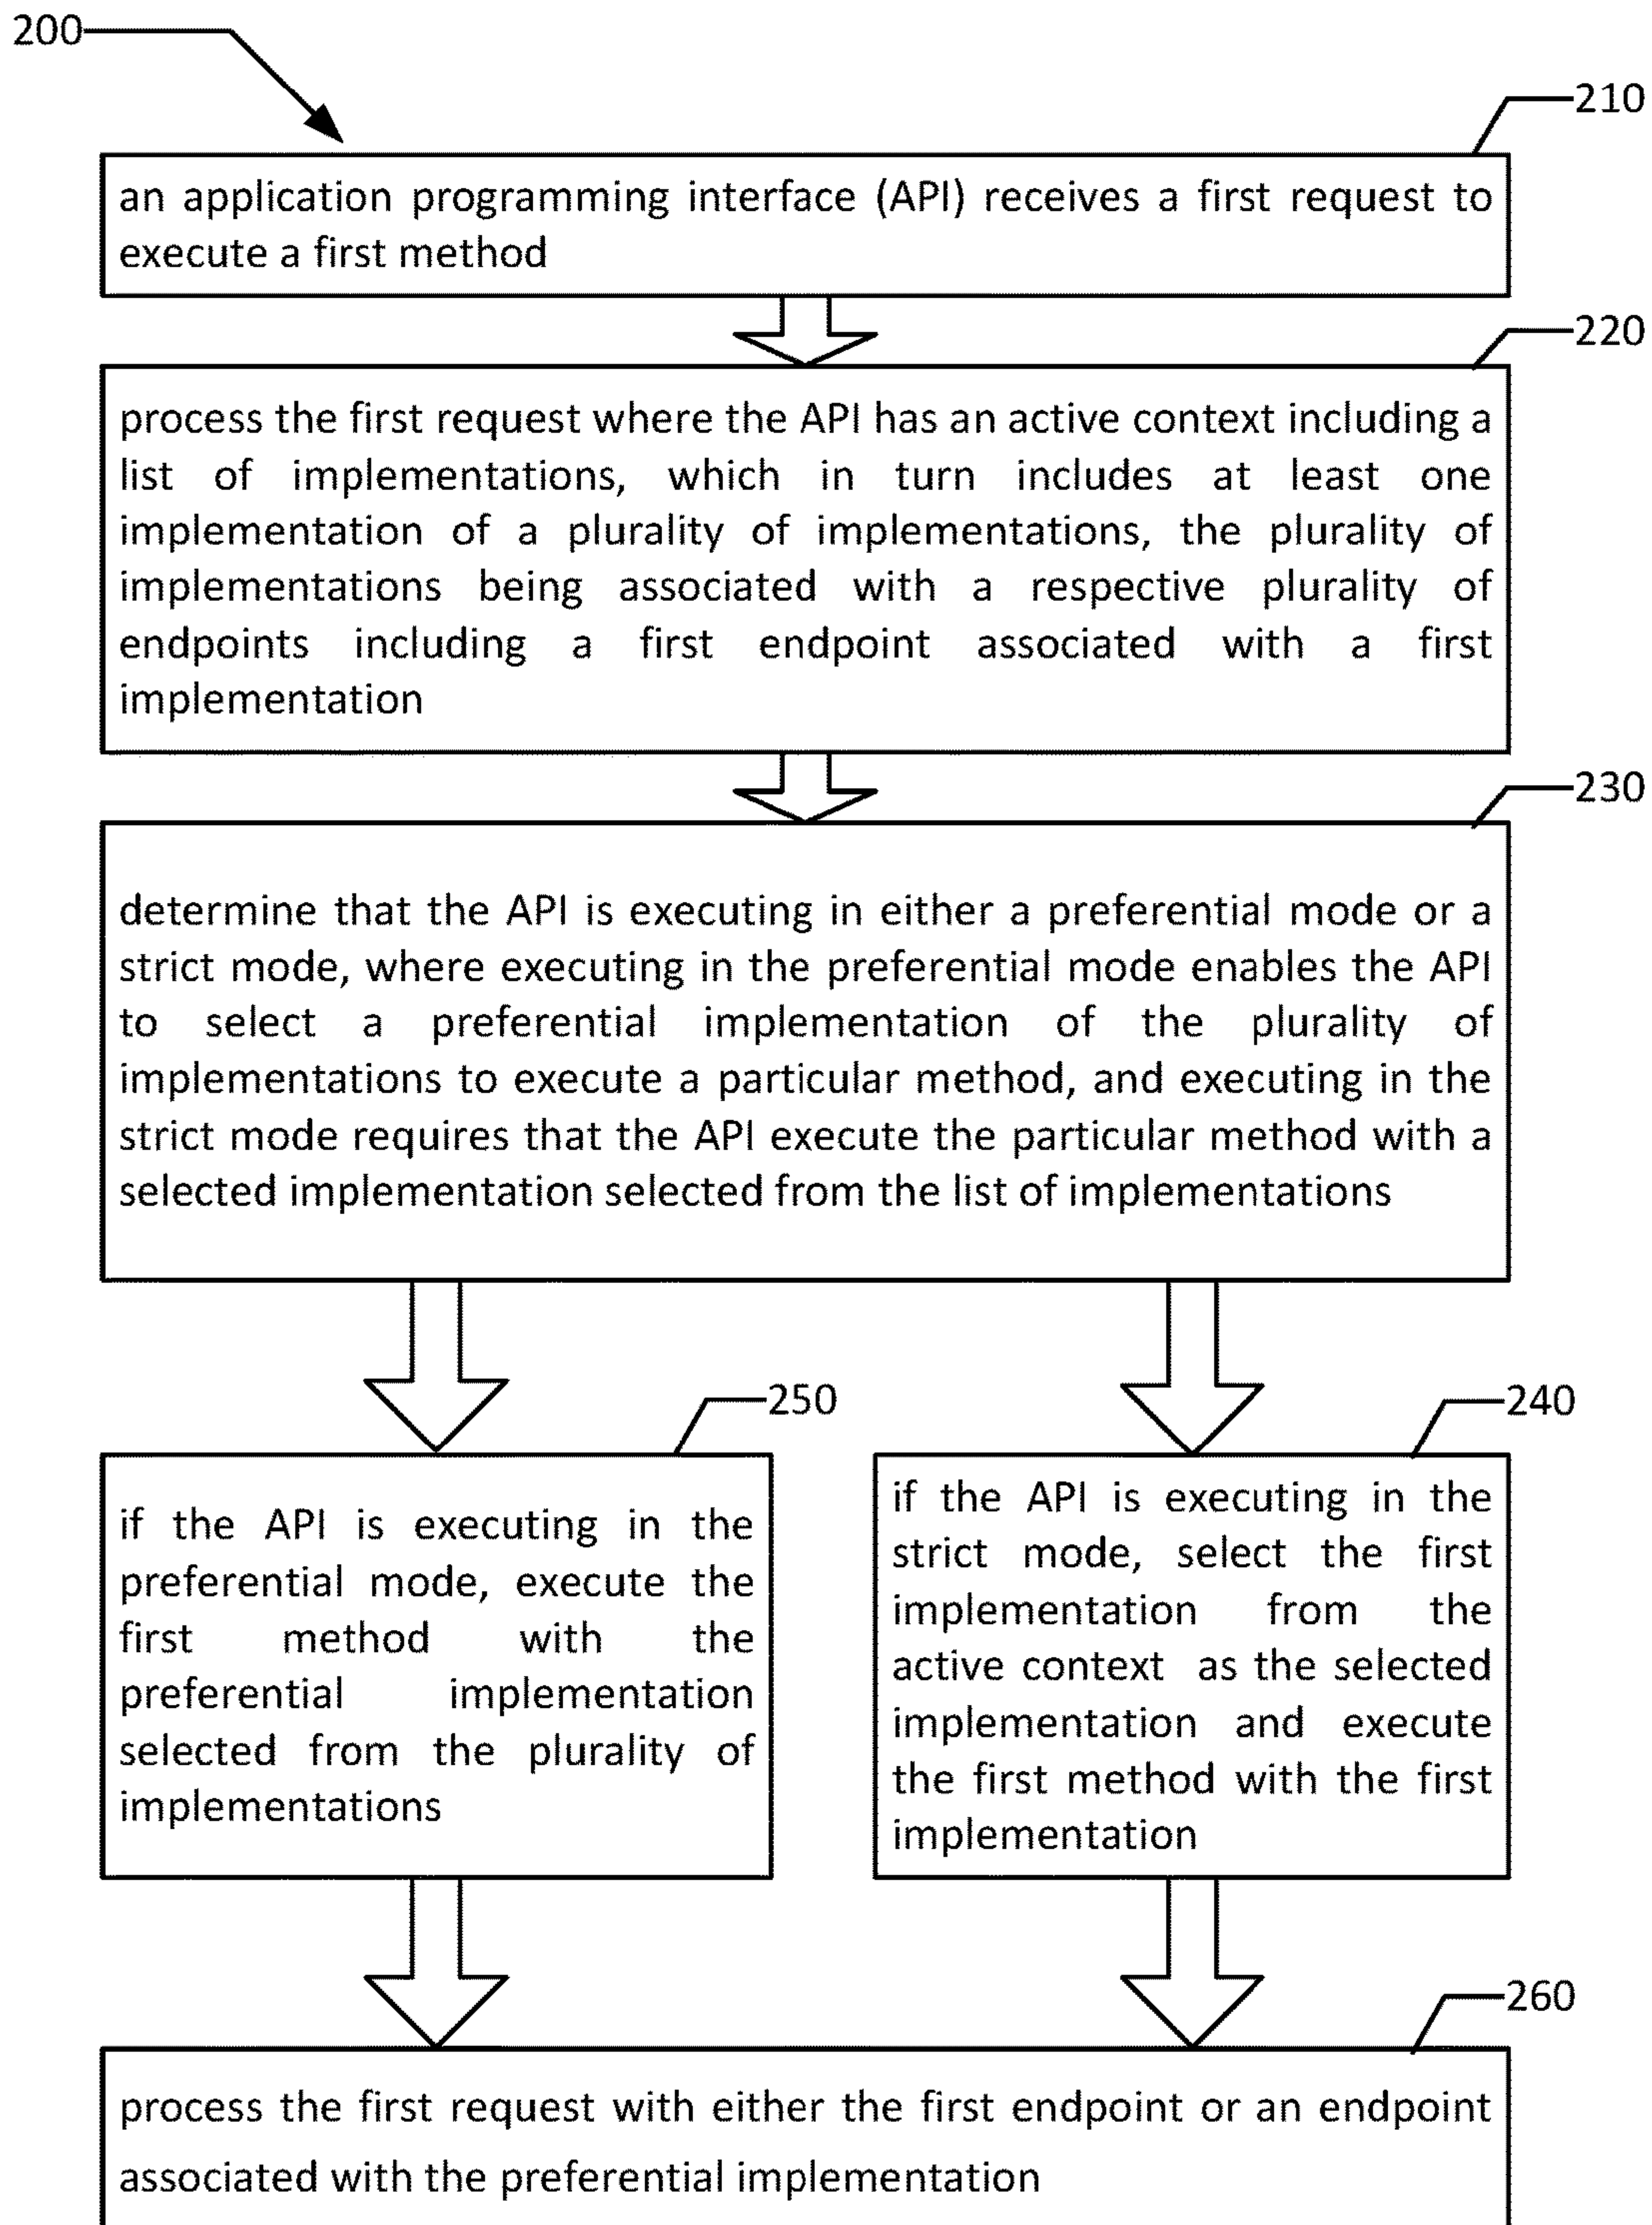 200
210
an application programming interface (API) receives a first request to
execute a first method
220
process the first request where the API has an active context including a
list of implementations, which in turn includes at least one
implementation of a plurality of implementations, the plurality of
implementations being associated with a respective plurality of
endpoints including a first endpoint associated with a first
implementation
230
determine that the API is executing in either a preferential mode or a
strict mode, where executing in the preferential mode enables the API
to select a preferential implementation of the plurality of
implementations to execute a particular method, and executing in the
strict mode requires that the API execute the particular method with a
selected implementation selected from the list of implementations
250
if the API is executing in the
preferential mode, execute the
first method with the
preferential implementation
selected from the plurality of
implementations
240
if the API is executing in the
strict mode, select the first
implementation from the
active context as the selected
implementation and execute
the first method with the first
implementation
260
process the first request with either the first endpoint or an endpoint
associated with the preferential implementation